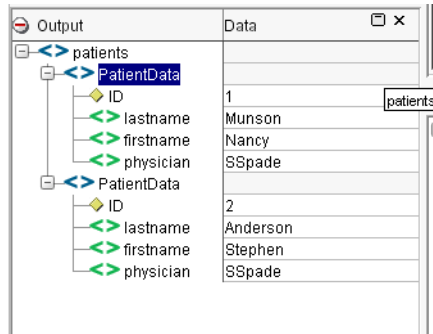 Output Data
patients
PatientData
ID 1
patients
lastname Munson
firstname Nancy
physician SSpade
PatientData
ID 2
lastname Anderson
firstname Stephen
physician SSpade